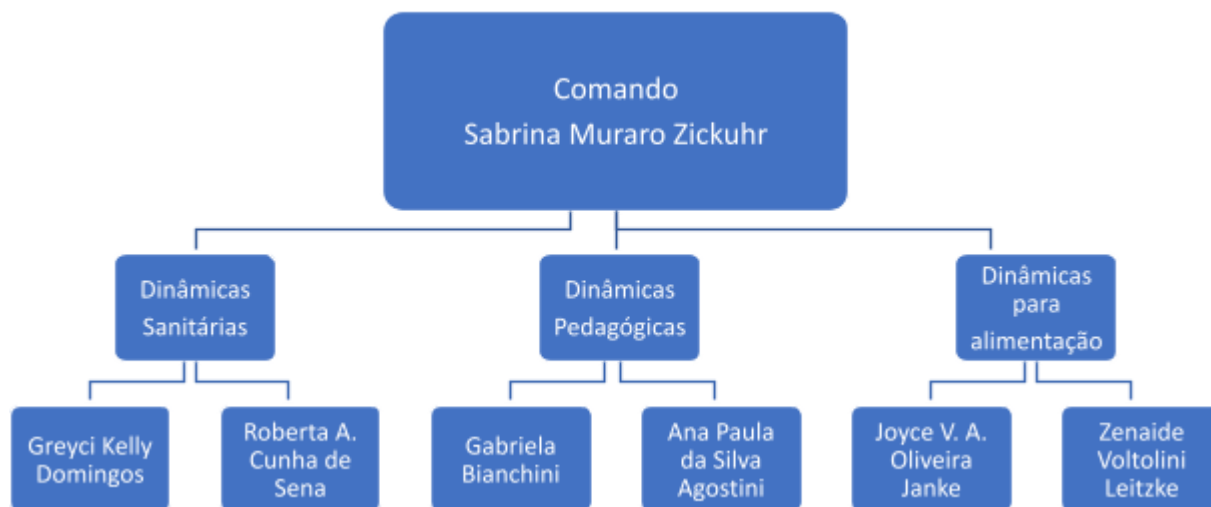 Comando
Sabrina Muraro Zickuhr
Dinâmicas
Sanitárias
Dinâmicas
Pedagógicas
Dinâmicas
para
alimentação
Greyci Kelly
Domingos
Roberta A.
Cunha de
Sena
Gabriela
Bianchini
Ana Paula
da Silva
Agostini
Joyce V. A.
Oliveira
Janke
Zenaide
Voltolini
Leitzke